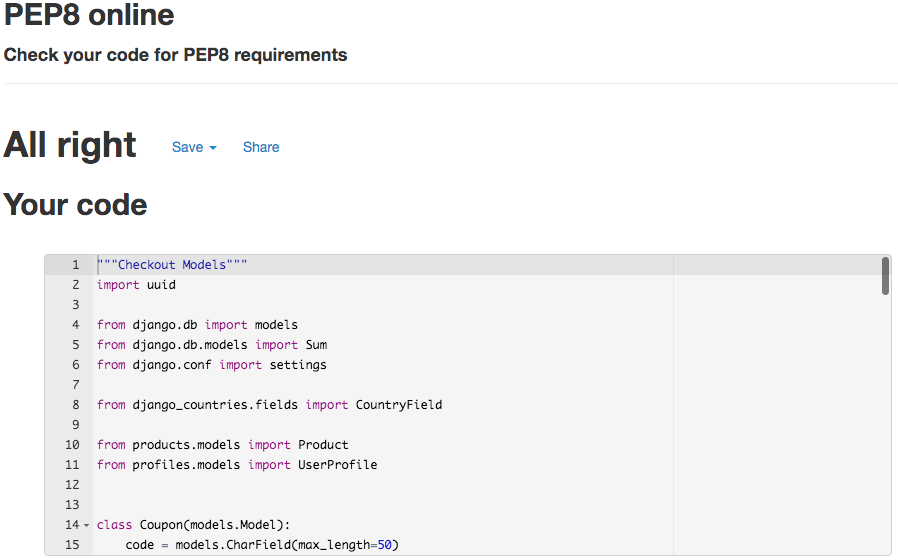 PEP8 online
Check your code for PEP8 requirements
All right Save Share
Your code
1 """Checkout Models"""
2 import uuid
3
4 from django.db import models
5 from django.db.models import Sum
6 from django.conf import settings
7
8 from django_countries.fields import CountryField
9
10 from products.models import Product
11 from profiles.models import UserProfile
12
13
14 class Coupon(models.Model):
15     code = models.CharField(max_length=50)